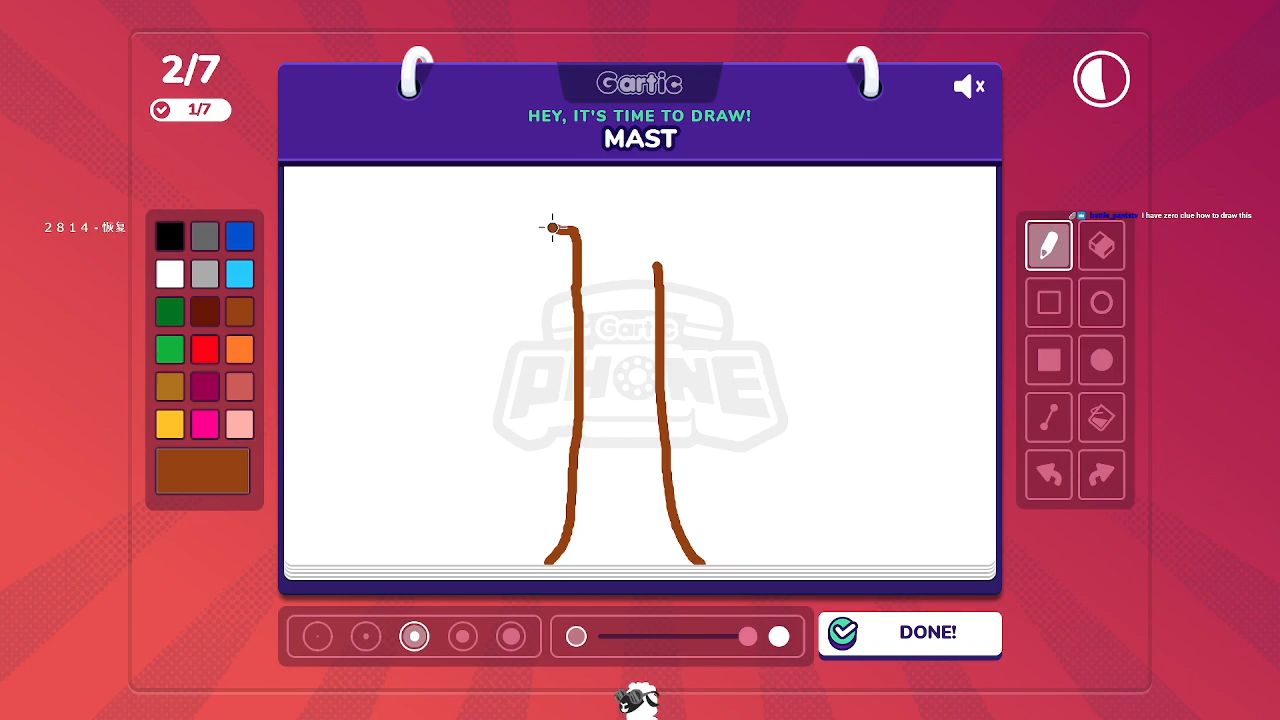 2/7
1/7
Gartic
HEY, IT'S TIME TO DRAW!
MAST
2814-恢复
battle_pantstv I have zero clue how to draw this
Gartic
PHONE
DONE!